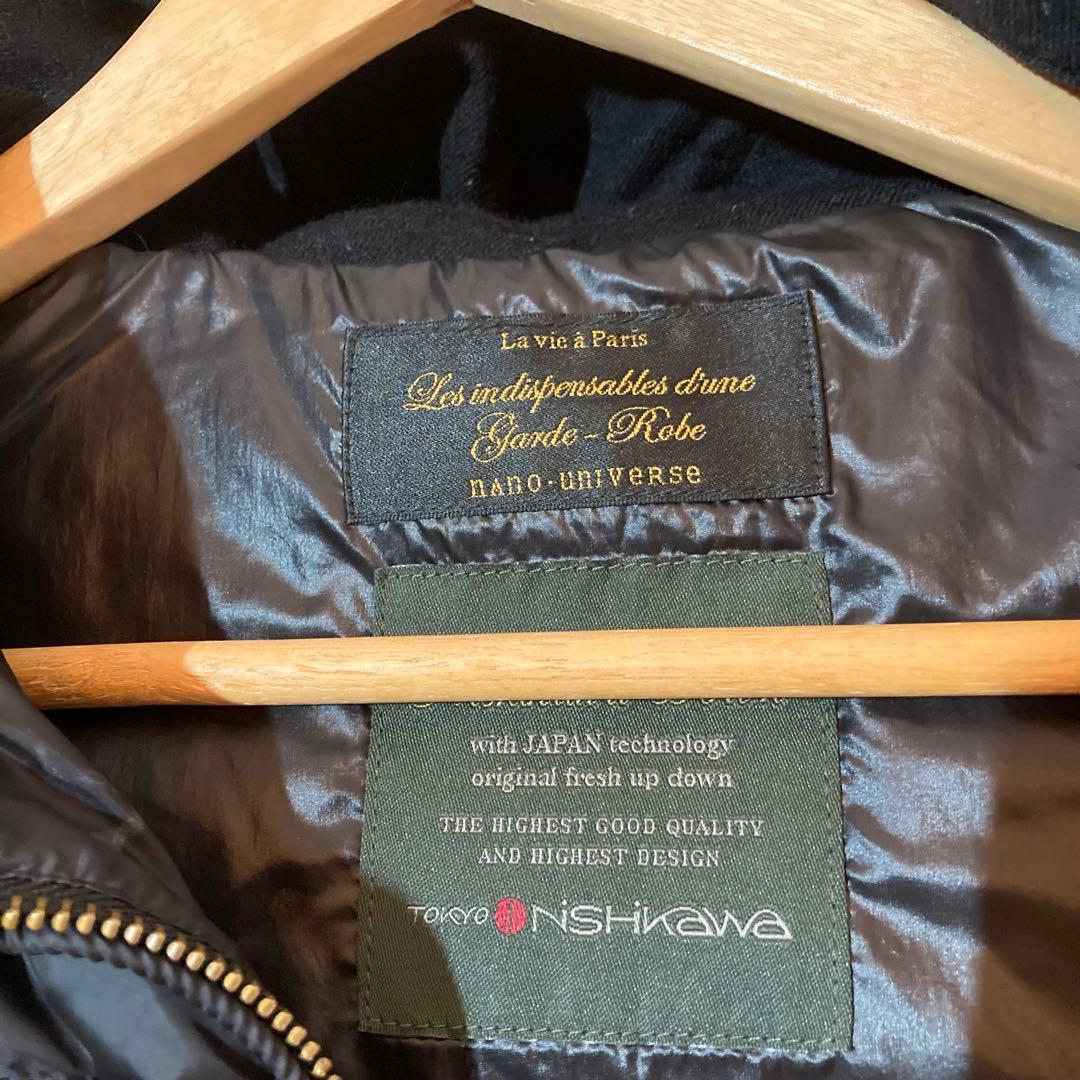 La vie à Paris
Les indispensables d'une
Garde - Robe
nAno·universe
with JAPAN technology
original fresh up down
THE HIGHEST GOOD QUALITY
AND HIGHEST DESIGN
TOKYO NiSHiKaWa